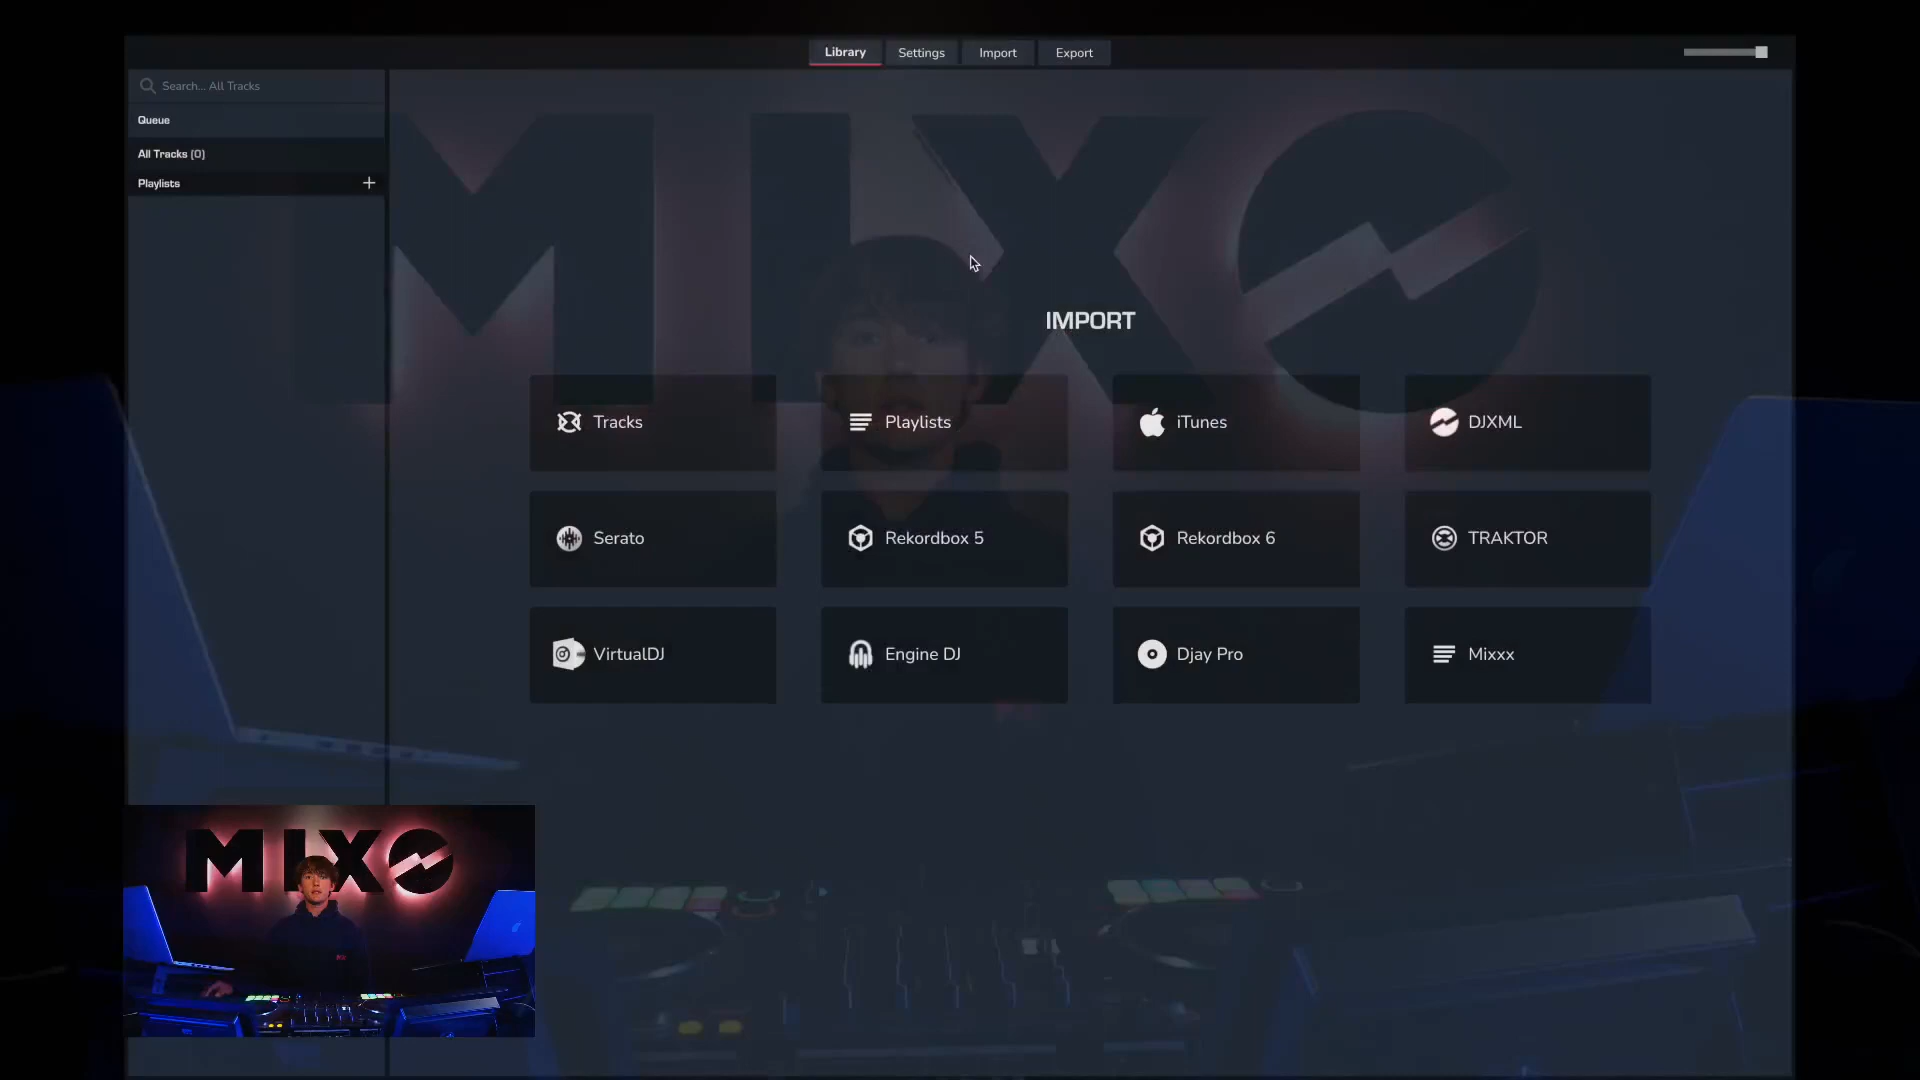 Library Settings Import Export
Search... All Tracks
Queue
All Tracks (0)
Playlists
MIXO
IMPORT
Tracks Playlists iTunes DJXML
Serato Rekordbox 5 Rekordbox 6 TRAKTOR
VirtualDJ Engine DJ Djay Pro Mixxx
MIXO